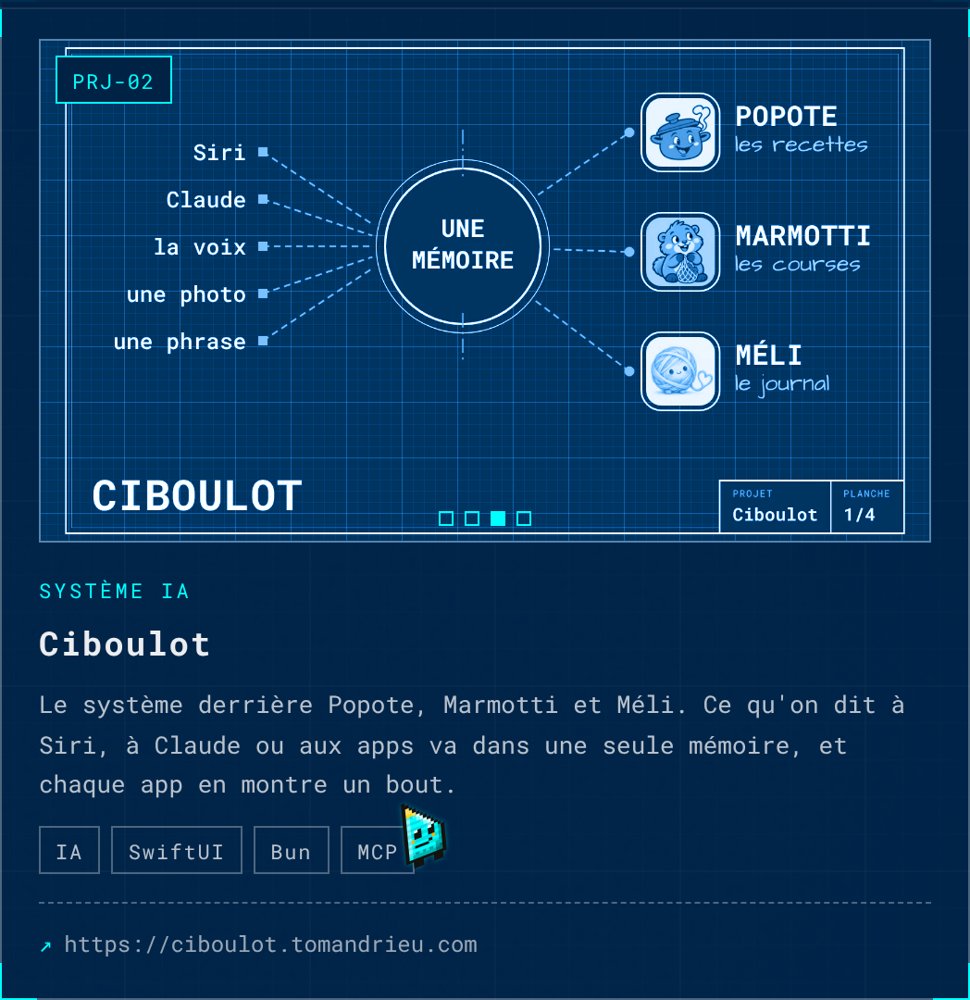 PRJ-02
Siri
Claude
la voix
une photo
une phrase
UNE
MÉMOIRE
POPOTE
les recettes
MARMOTTI
les courses
MÉLI
le journal
CIBOULOT
PROJET
Ciboulot
PLANCHE
1/4
SYSTÈME IA
Ciboulot
Le système derrière Popote, Marmotti et Méli. Ce qu'on dit à
Siri, à Claude ou aux apps va dans une seule mémoire, et
chaque app en montre un bout.
IA
SwiftUI
Bun
MCP
↗ https://ciboulot.tomandrieu.com